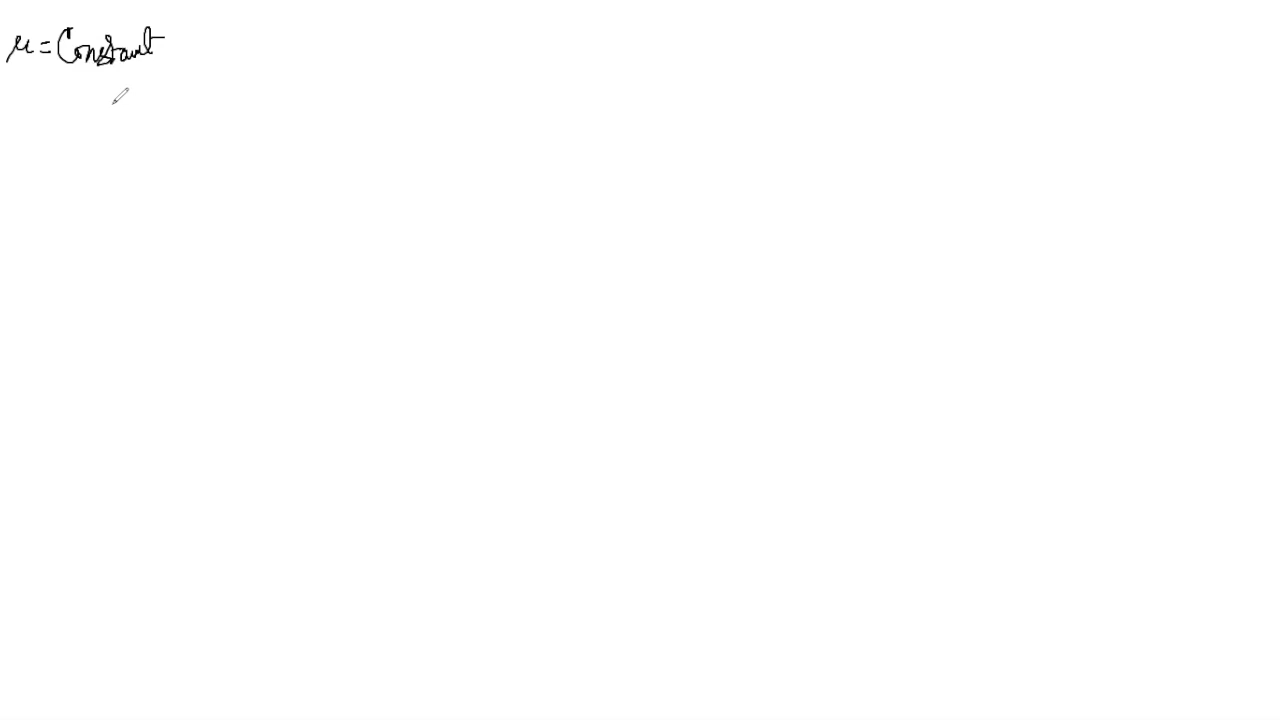 μ = Constant